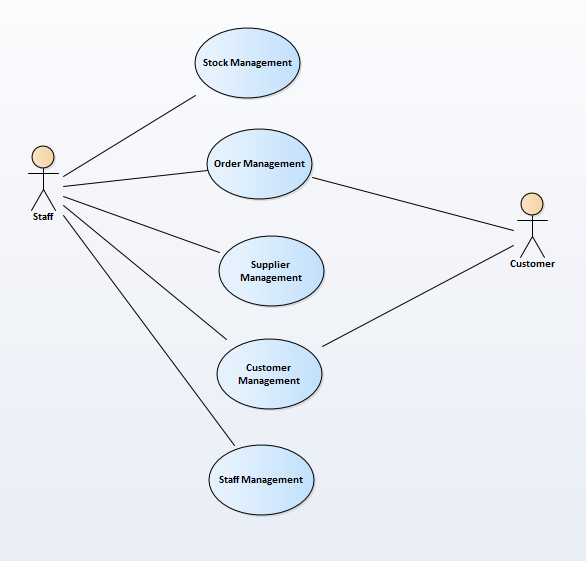 Stock Management
Order Management
Staff
Customer
Supplier
Management
Customer
Management
Staff Management